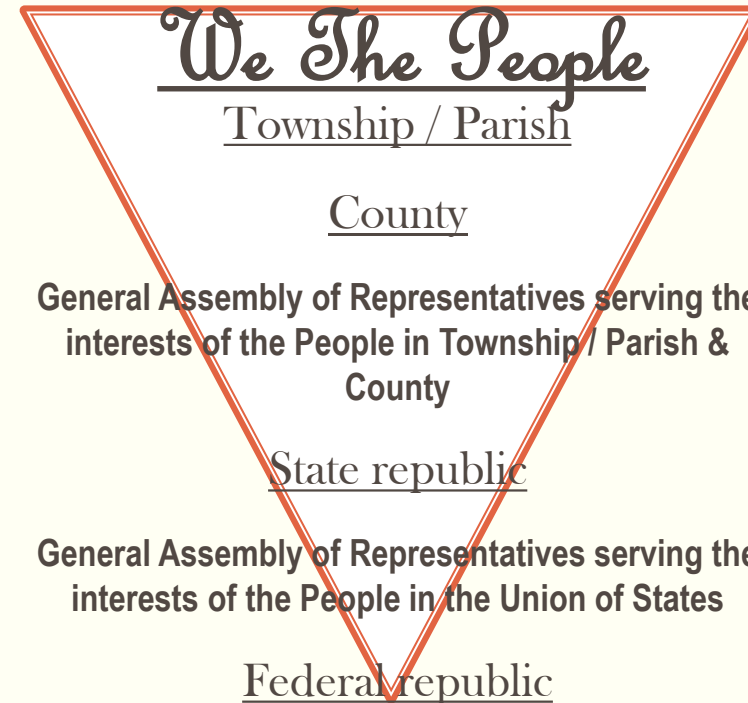 We The People
Township / Parish
County
General Assembly of Representatives serving the
interests of the People in Township / Parish &
County
State republic
General Assembly of Representatives serving the
interests of the People in the Union of States
Federal republic